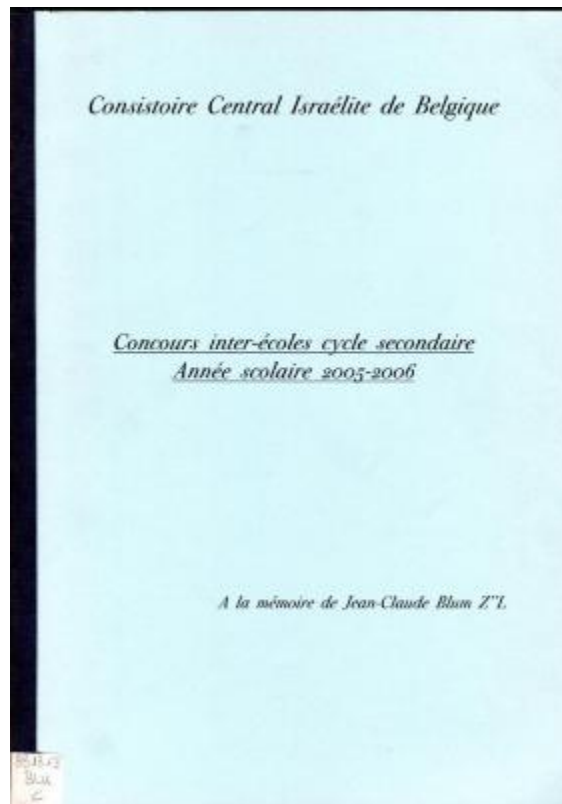 Consistoire Central Israélite de Belgique
Concours inter-écoles cycle secondaire
Année scolaire 2005-2006
A la mémoire de Jean-Claude Blum Z"L
BLU
C